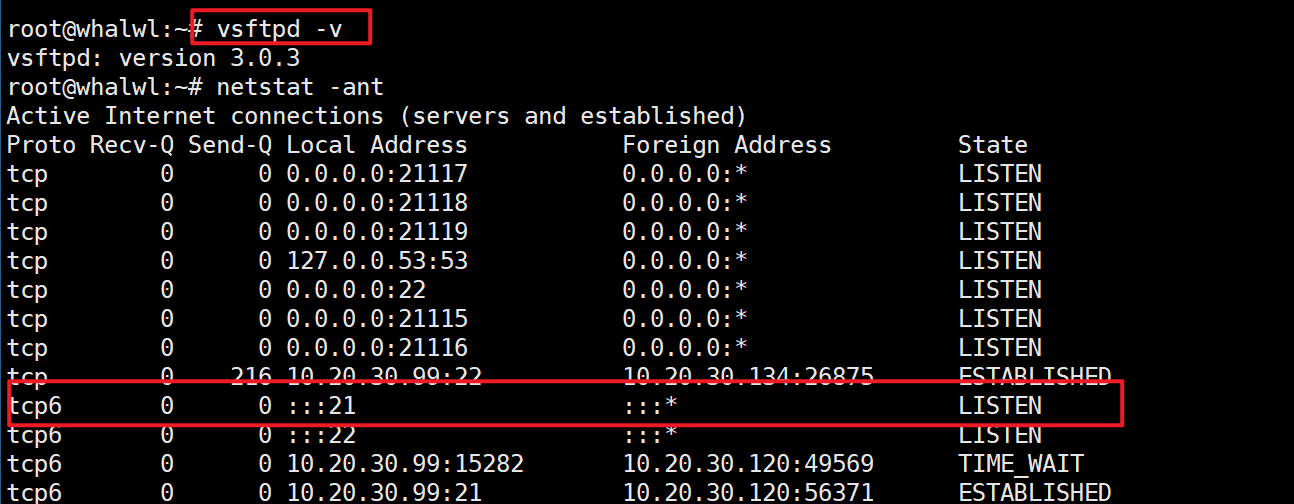 root@whalwl:~# vsftpd -v
vsftpd: version 3.0.3
root@whalwl:~# netstat -ant
Active Internet connections (servers and established)
Proto Recv-Q Send-Q Local Address           Foreign Address         State
tcp        0      0 0.0.0.0:21117           0.0.0.0:*               LISTEN
tcp        0      0 0.0.0.0:21118           0.0.0.0:*               LISTEN
tcp        0      0 0.0.0.0:21119           0.0.0.0:*               LISTEN
tcp        0      0 127.0.0.53:53           0.0.0.0:*               LISTEN
tcp        0      0 0.0.0.0:22              0.0.0.0:*               LISTEN
tcp        0      0 0.0.0.0:21115           0.0.0.0:*               LISTEN
tcp        0      0 0.0.0.0:21116           0.0.0.0:*               LISTEN
tcp        0    216 10.20.30.99:22          10.20.30.134:26875      ESTABLISHED
tcp6       0      0 :::21                   :::*                    LISTEN
tcp6       0      0 :::22                   :::*                    LISTEN
tcp6       0      0 10.20.30.99:15282       10.20.30.120:49569      TIME_WAIT
tcp6       0      0 10.20.30.99:21          10.20.30.120:56371      ESTABLISHED